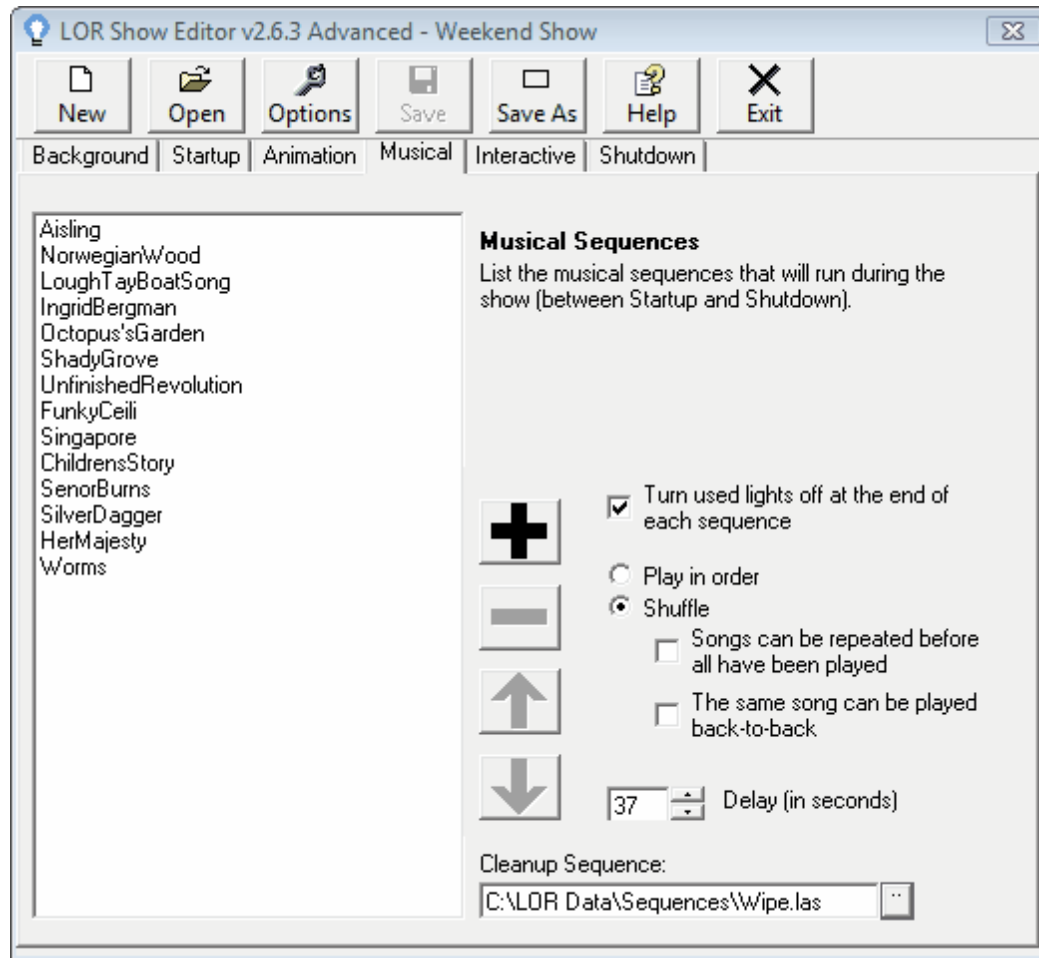 LOR Show Editor v2.6.3 Advanced - Weekend Show
New Open Options Save Save As Help Exit
Background Startup Animation Musical Interactive Shutdown
Aisling
NorwegianWood
LoughTayBoatSong
IngridBergman
Octopus'sGarden
ShadyGrove
UnfinishedRevolution
FunkyCeili
Singapore
ChildrensStory
SenorBurns
SilverDagger
HerMajesty
Worms
Musical Sequences
List the musical sequences that will run during the
show (between Startup and Shutdown).
Turn used lights off at the end of
each sequence
Play in order
Shuffle
Songs can be repeated before
all have been played
The same song can be played
back-to-back
37 Delay (in seconds)
Cleanup Sequence:
C:\LOR Data\Sequences\Wipe.las ..